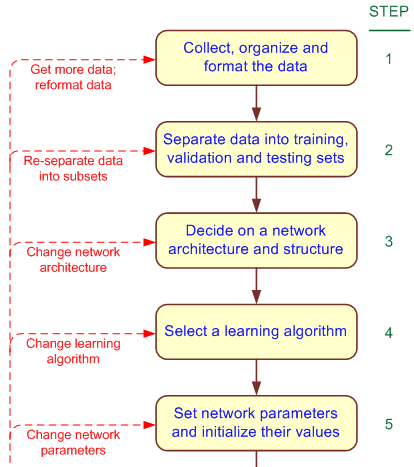 STEP
Collect, organize and
format the data
1
Get more data;
reformat data
Separate data into training,
validation and testing sets
2
Re-separate data
into subsets
Decide on a network
architecture and structure
3
Change network
architecture
Select a learning algorithm
4
Change learning
algorithm
Set network parameters
and initialize their values
5
Change network
parameters